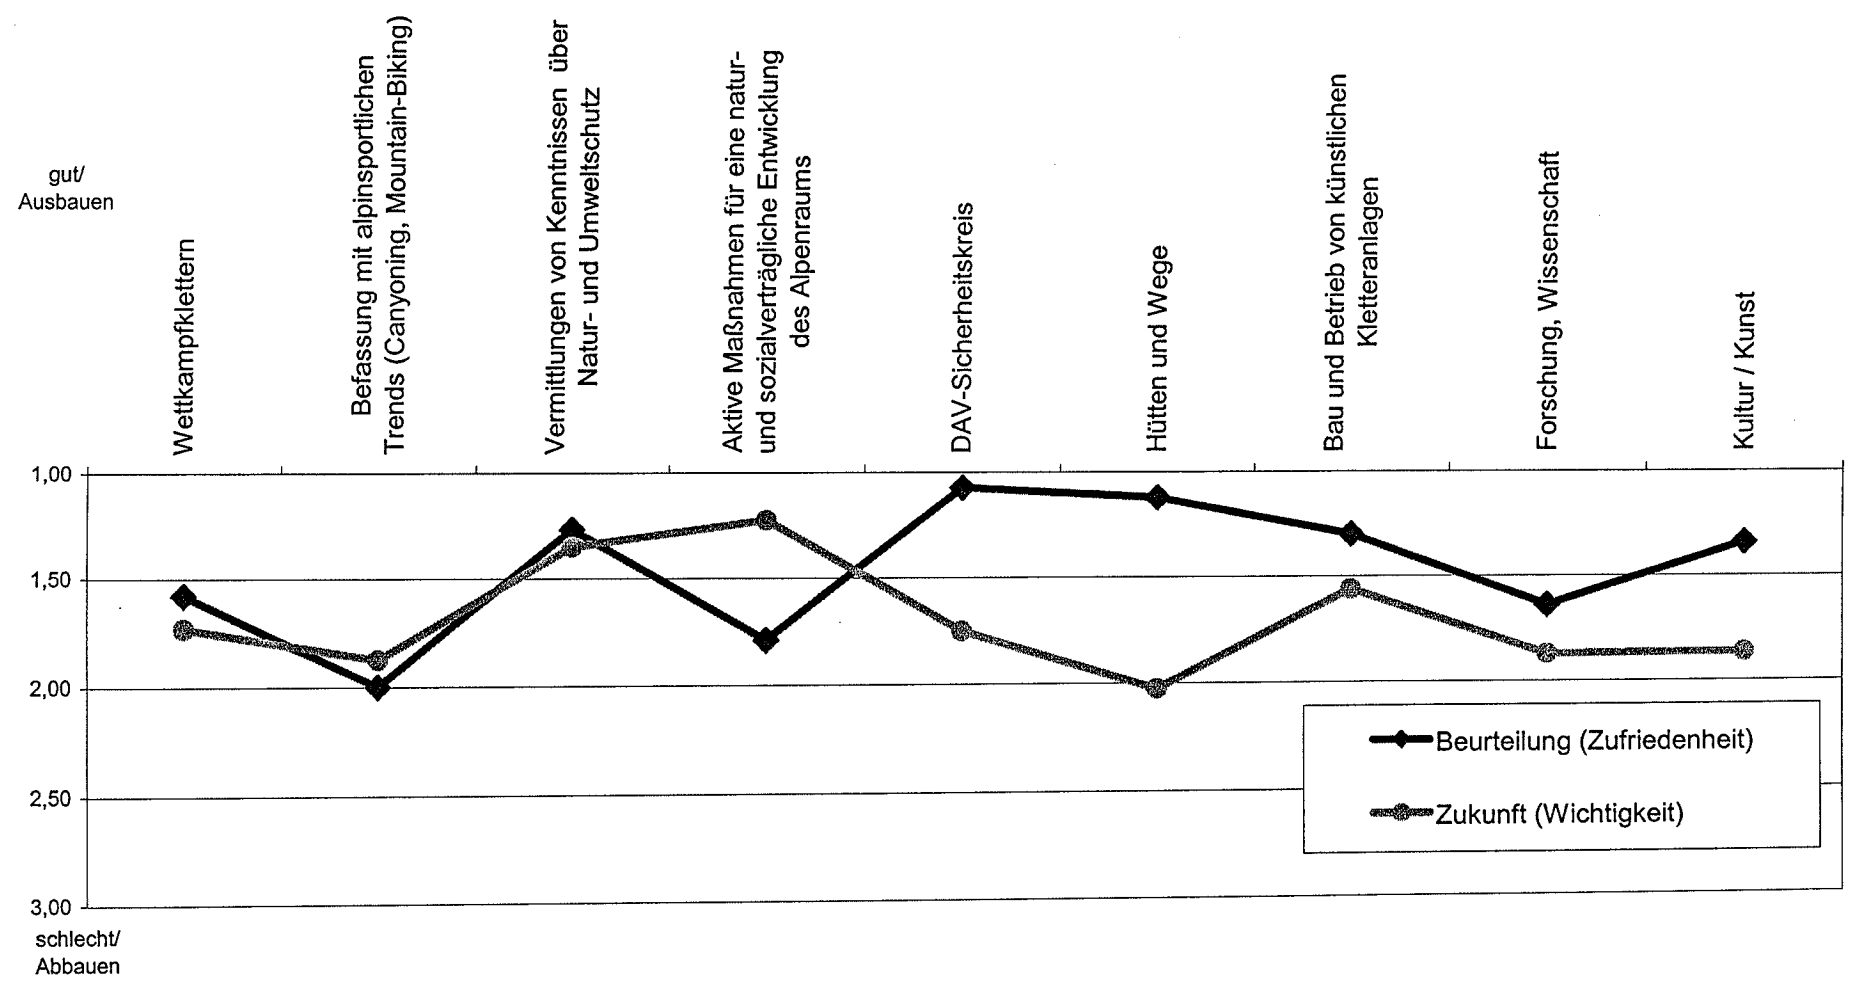 gut/
Ausbauen
Wettkampfklettern
Befassung mit alpinsportlichen
Trends (Canyoning, Mountain-Biking)
Vermittlungen von Kenntnissen über
Natur- und Umweltschutz
Aktive Maßnahmen für eine natur-
und sozialverträgliche Entwicklung
des Alpenraums
DAV-Sicherheitskreis
Hütten und Wege
Bau und Betrieb von künstlichen
Kletteranlagen
Forschung, Wissenschaft
Kultur / Kunst
1,00
1,50
2,00
2,50
3,00
schlecht/
Abbauen
Beurteilung (Zufriedenheit)
Zukunft (Wichtigkeit)